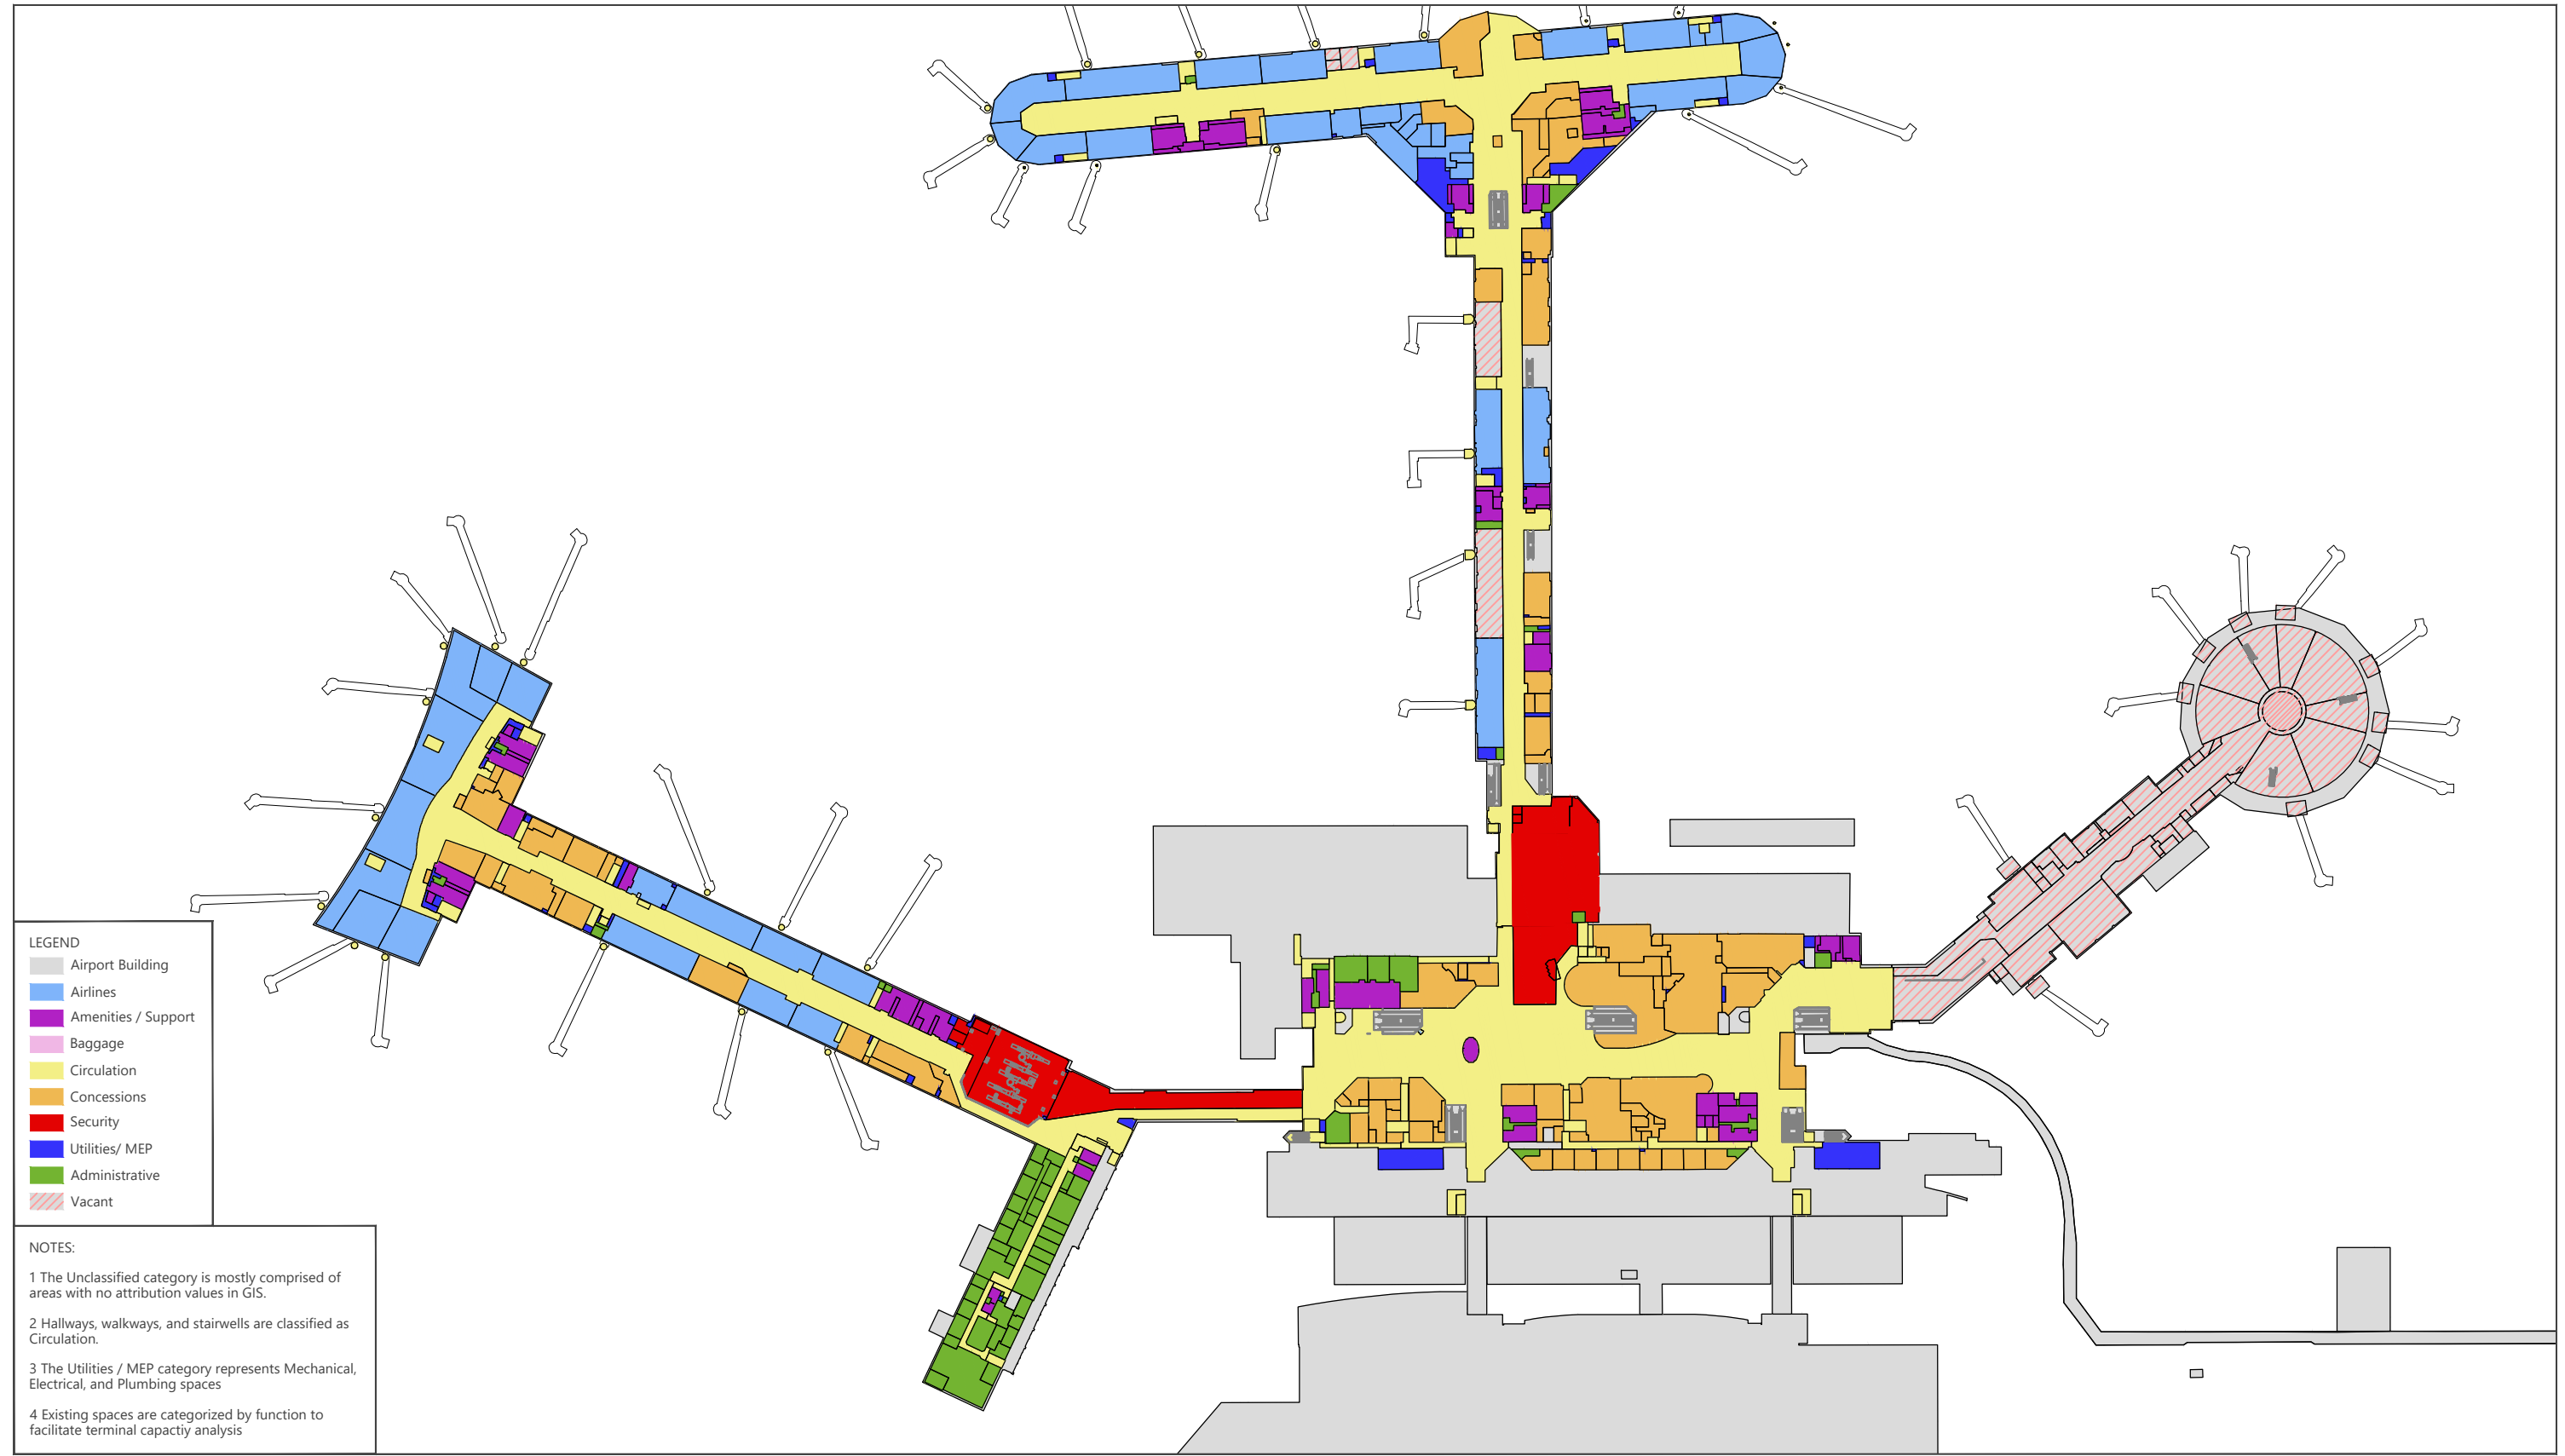 LEGEND
Airport Building
Airlines
Amenities / Support
Baggage
Circulation
Concessions
Security
Utilities/ MEP
Administrative
Vacant
NOTES:
1 The Unclassified category is mostly comprised of
areas with no attribution values in GIS.
2 Hallways, walkways, and stairwells are classified as
Circulation.
3 The Utilities / MEP category represents Mechanical,
Electrical, and Plumbing spaces
4 Existing spaces are categorized by function to
facilitate terminal capactiy analysis